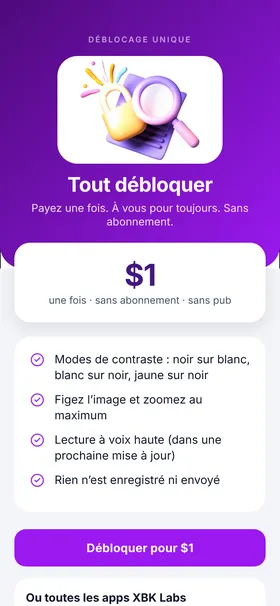 DÉBLOCAGE UNIQUE
Tout débloquer
Payez une fois. À vous pour toujours. Sans
abonnement.
$1
une fois · sans abonnement · sans pub
Modes de contraste : noir sur blanc,
blanc sur noir, jaune sur noir
Figez l’image et zoomez au
maximum
Lecture à voix haute (dans une
prochaine mise à jour)
Rien n’est enregistré ni envoyé
Débloquer pour $1
Ou toutes les apps XBK Labs